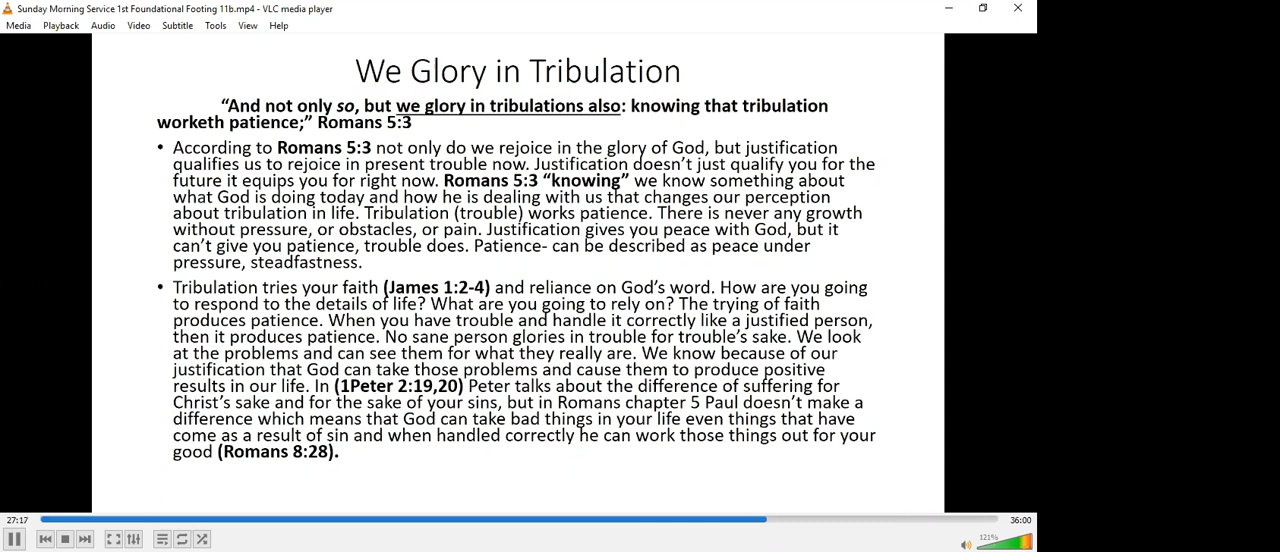 Sunday Morning Service 1st Foundational Footing 11b.mp4 - VLC media player
Media Playback Audio Video Subtitle Tools View Help
We Glory in Tribulation
“And not only so, but we glory in tribulations also: knowing that tribulation
worketh patience;” Romans 5:3
• According to Romans 5:3 not only do we rejoice in the glory of God, but justification
qualifies us to rejoice in present trouble now. Justification doesn’t just qualify you for the
future it equips you for right now. Romans 5:3 “knowing” we know something about
what God is doing today and how he is dealing with us that changes our perception
about tribulation in life. Tribulation (trouble) works patience. There is never any growth
without pressure, or obstacles, or pain. Justification gives you peace with God, but it
can’t give you patience, trouble does. Patience- can be described as peace under
pressure, steadfastness.
• Tribulation tries your faith (James 1:2-4) and reliance on God’s word. How are you going
to respond to the details of life? What are you going to rely on? The trying of faith
produces patience. When you have trouble and handle it correctly like a justified person,
then it produces patience. No sane person glories in trouble for trouble’s sake. We look
at the problems and can see them for what they really are. We know because of our
justification that God can take those problems and cause them to produce positive
results in our life. In (1Peter 2:19,20) Peter talks about the difference of suffering for
Christ’s sake and for the sake of your sins, but in Romans chapter 5 Paul doesn’t make a
difference which means that God can take bad things in your life even things that have
come as a result of sin and when handled correctly he can work those things out for your
good (Romans 8:28).
27:17 36:00
121%